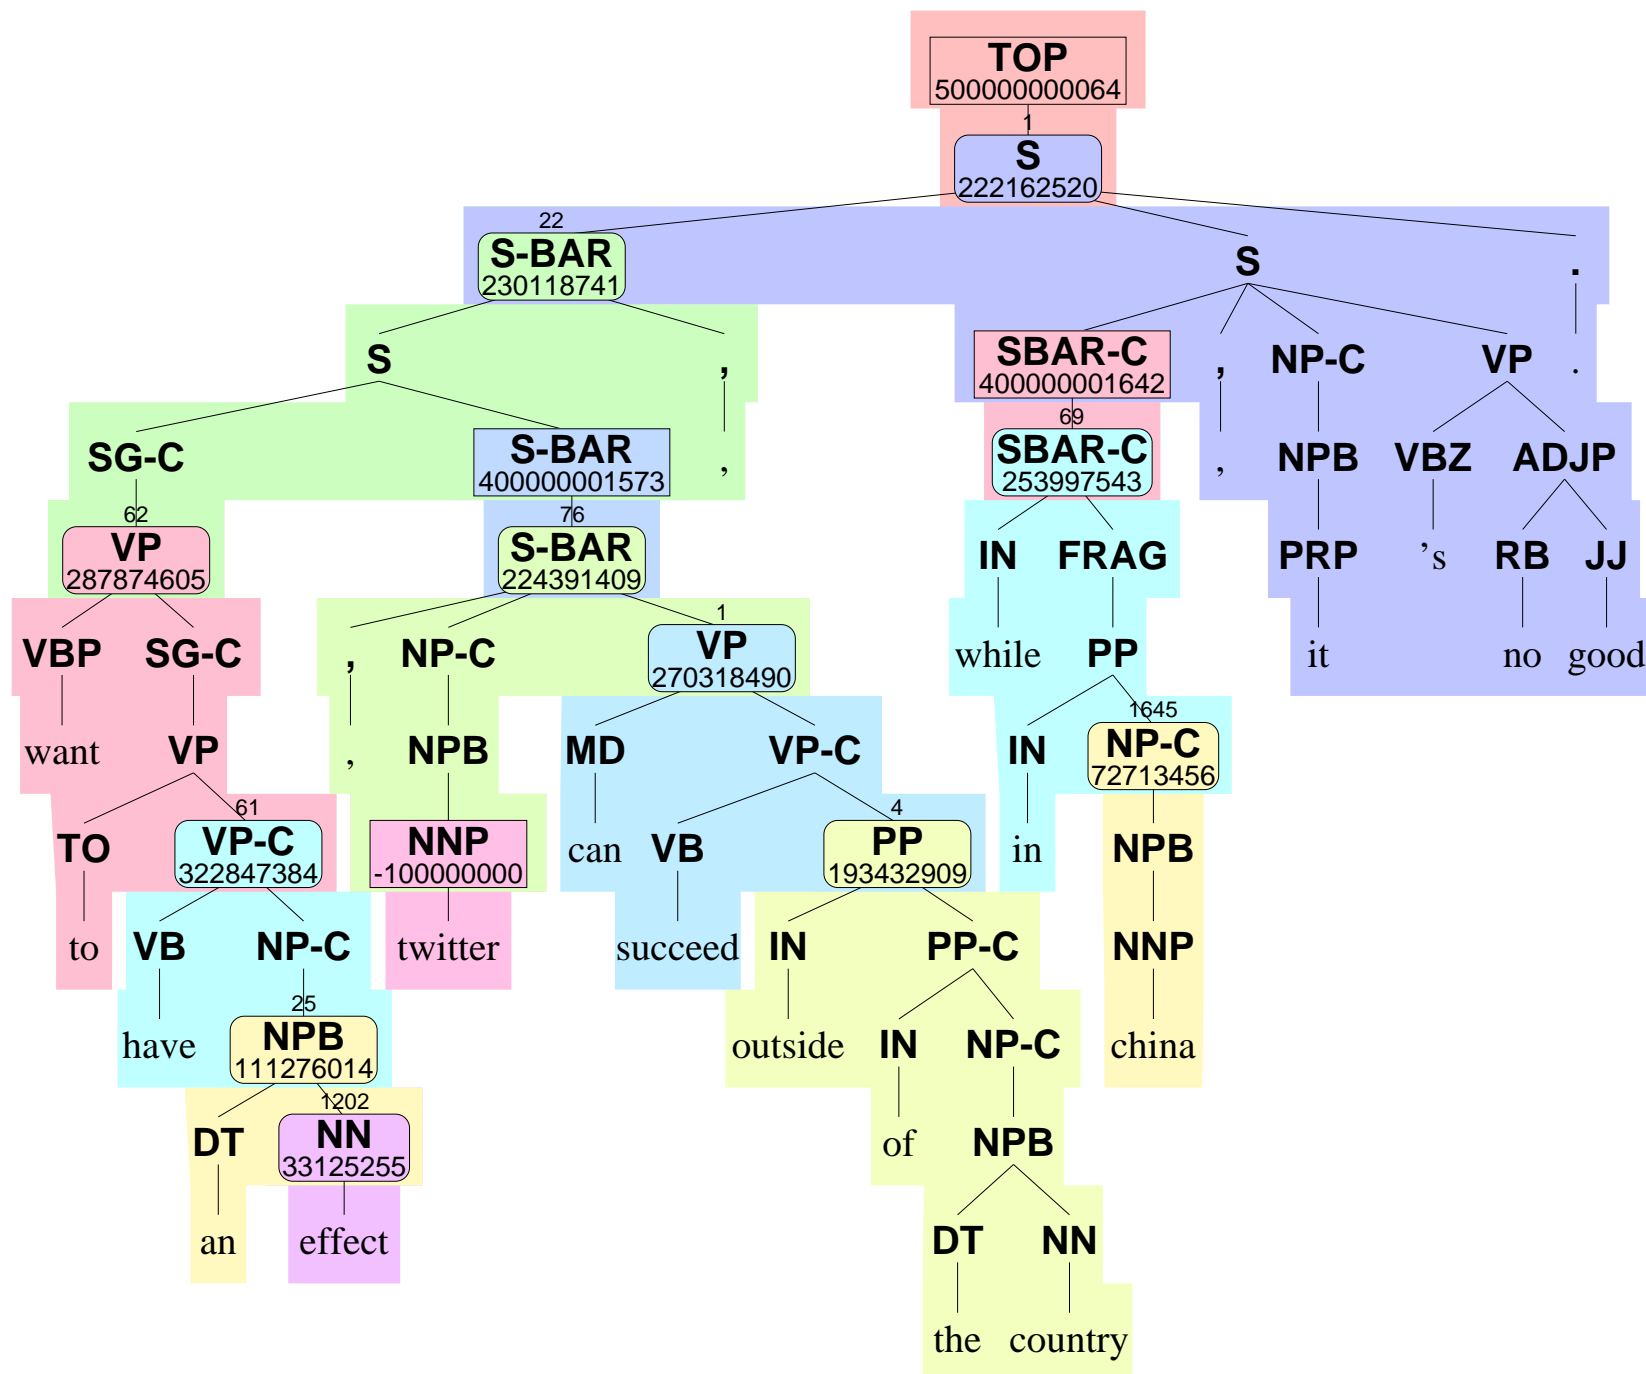 TOP
500000000064
1
S
222162520
22
S-BAR
230118741
S
.
S
,
SBAR-C
400000001642
,
NP-C
VP
.
SG-C
S-BAR
400000001573
,
69
SBAR-C
253997543
,
NPB
VBZ
ADJP
62
VP
287874605
76
S-BAR
224391409
IN
FRAG
PRP
’s
RB
JJ
VBP
SG-C
,
NP-C
1
VP
270318490
while
PP
it
no
good
want
VP
,
NPB
MD
VP-C
IN
1645
NP-C
72713456
TO
61
VP-C
322847384
NNP
-100000000
can
VB
4
PP
193432909
in
NPB
to
VB
NP-C
twitter
succeed
IN
PP-C
NNP
have
25
NPB
111276014
outside
IN
NP-C
china
DT
1202
NN
33125255
of
NPB
an
effect
DT
NN
the
country